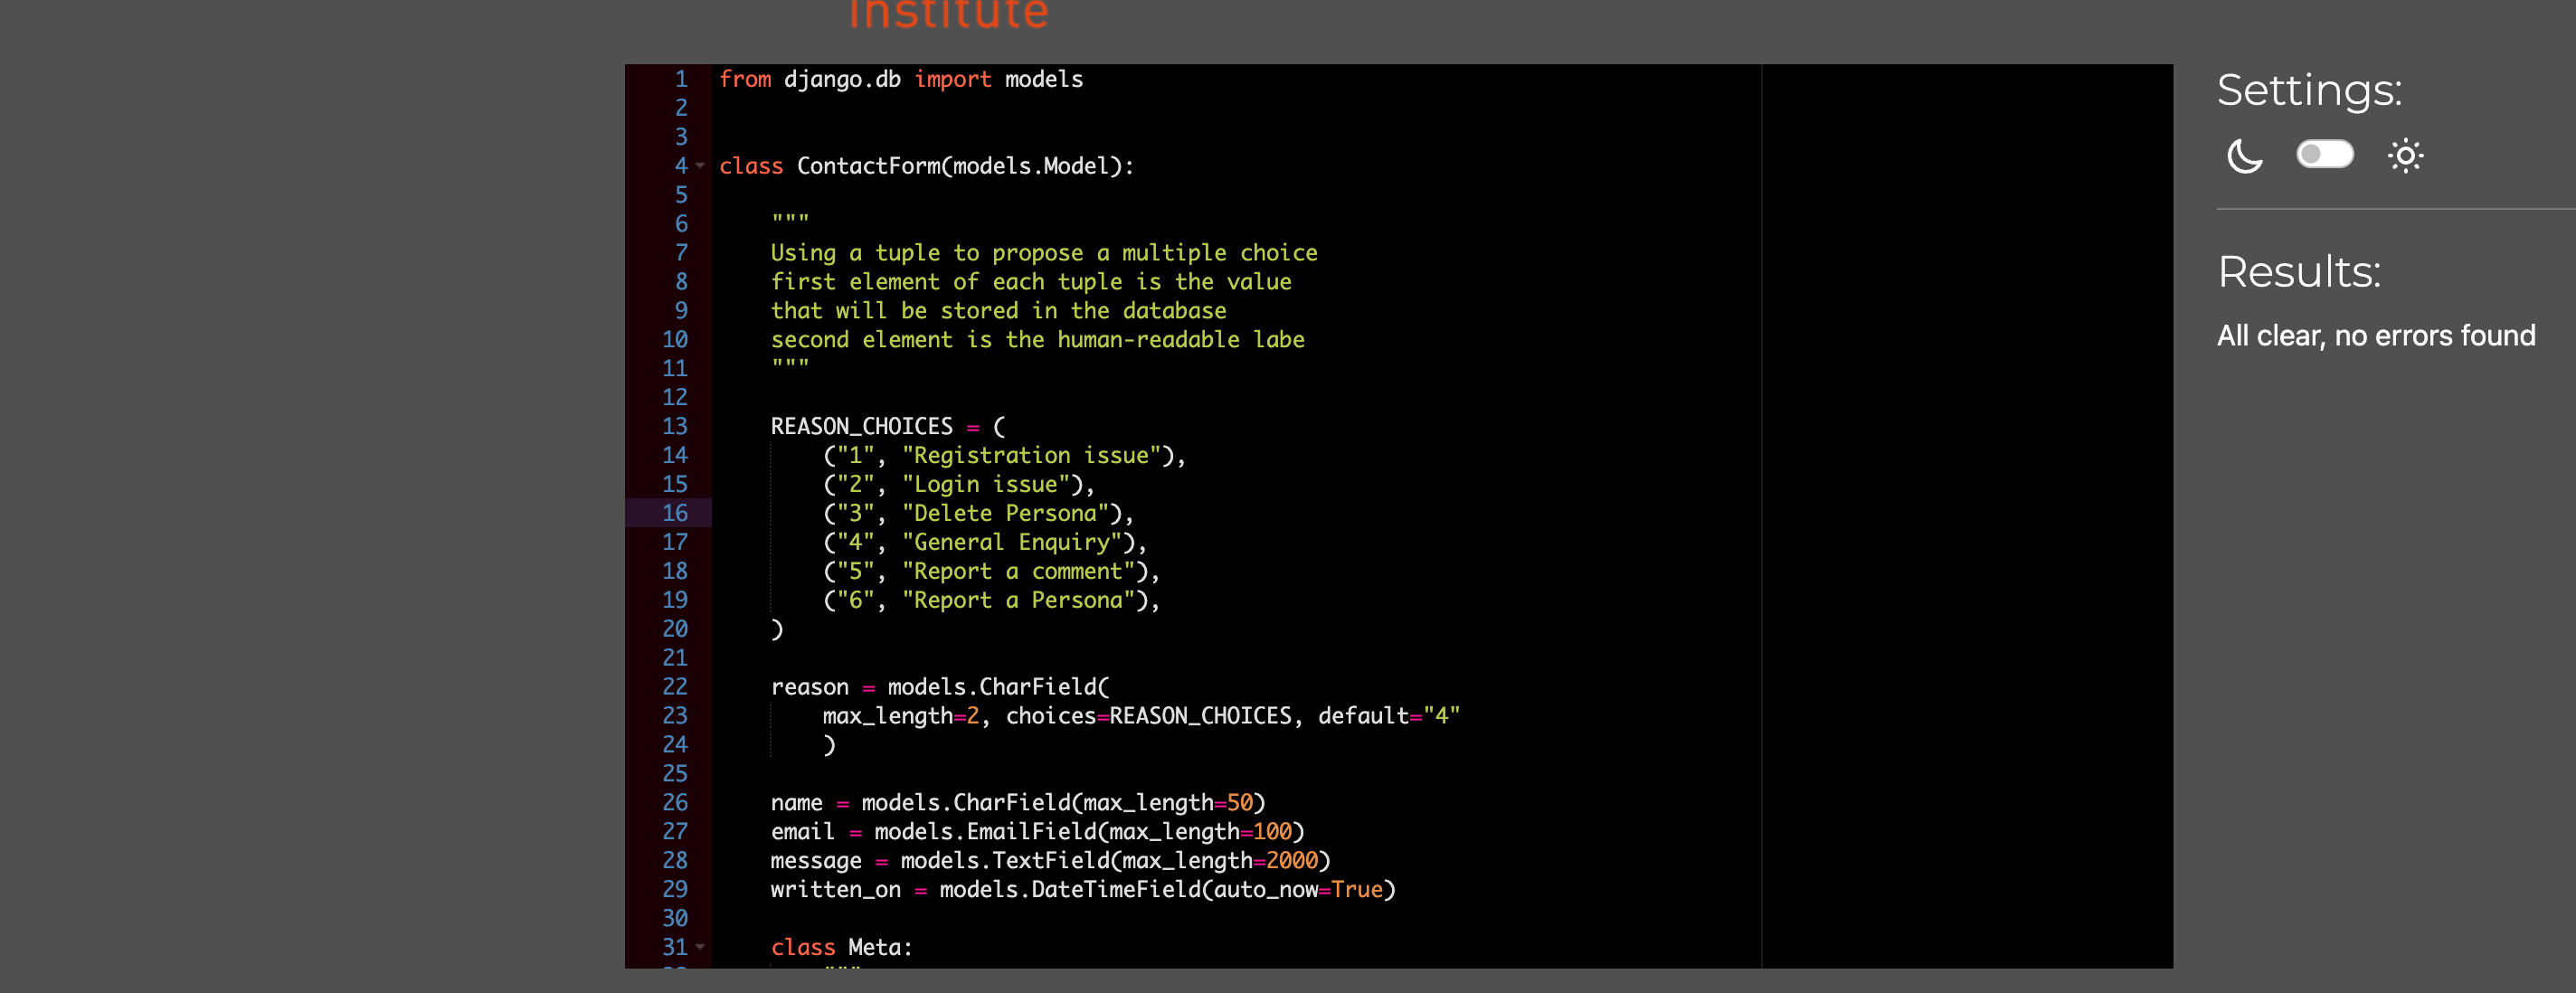 institute
1 from django.db import models
2
3
4 class ContactForm(models.Model):
5
6     """
7     Using a tuple to propose a multiple choice
8     first element of each tuple is the value
9     that will be stored in the database
10     second element is the human-readable labe
11     """
12
13     REASON_CHOICES = (
14         ("1", "Registration issue"),
15         ("2", "Login issue"),
16         ("3", "Delete Persona"),
17         ("4", "General Enquiry"),
18         ("5", "Report a comment"),
19         ("6", "Report a Persona"),
20     )
21
22     reason = models.CharField(
23         max_length=2, choices=REASON_CHOICES, default="4"
24         )
25
26     name = models.CharField(max_length=50)
27     email = models.EmailField(max_length=100)
28     message = models.TextField(max_length=2000)
29     written_on = models.DateTimeField(auto_now=True)
30
31     class Meta:
        """
Settings:
Results:
All clear, no errors found